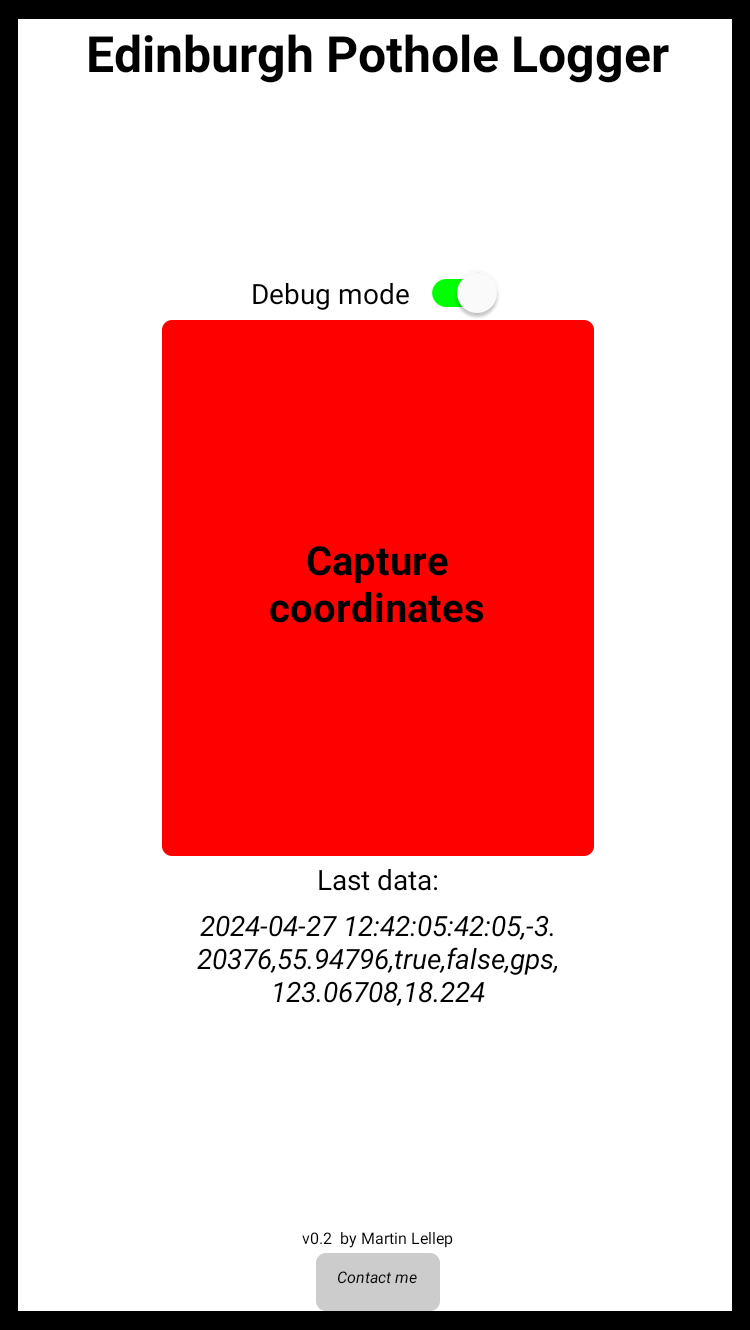 Edinburgh Pothole Logger
Debug mode
Capture
coordinates
Last data:
2024-04-27 12:42:05:42:05,-3.
20376,55.94796,true,false,gps,
123.06708,18.224
v0.2  by Martin Lellep
Contact me